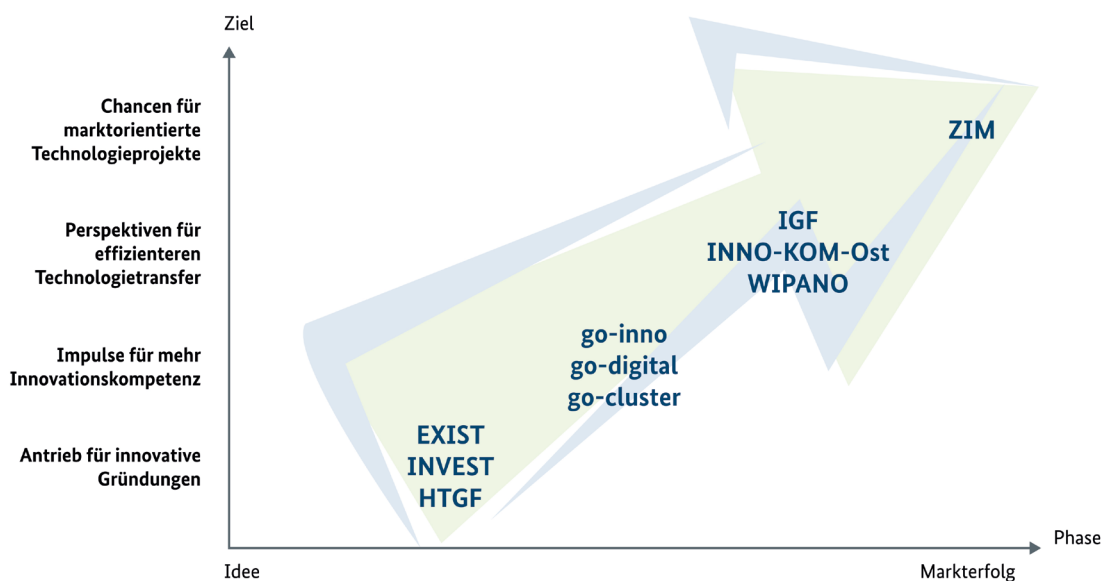 Ziel
Chancen für
marktorientierte
Technologieprojekte
Perspektiven für
effizienteren
Technologietransfer
Impulse für mehr
Innovationskompetenz
Antrieb für innovative
Gründungen
ZIM
IGF
INNO-KOM-Ost
WIPANO
go-inno
go-digital
go-cluster
EXIST
INVEST
HTGF
Phase
Idee
Markterfolg